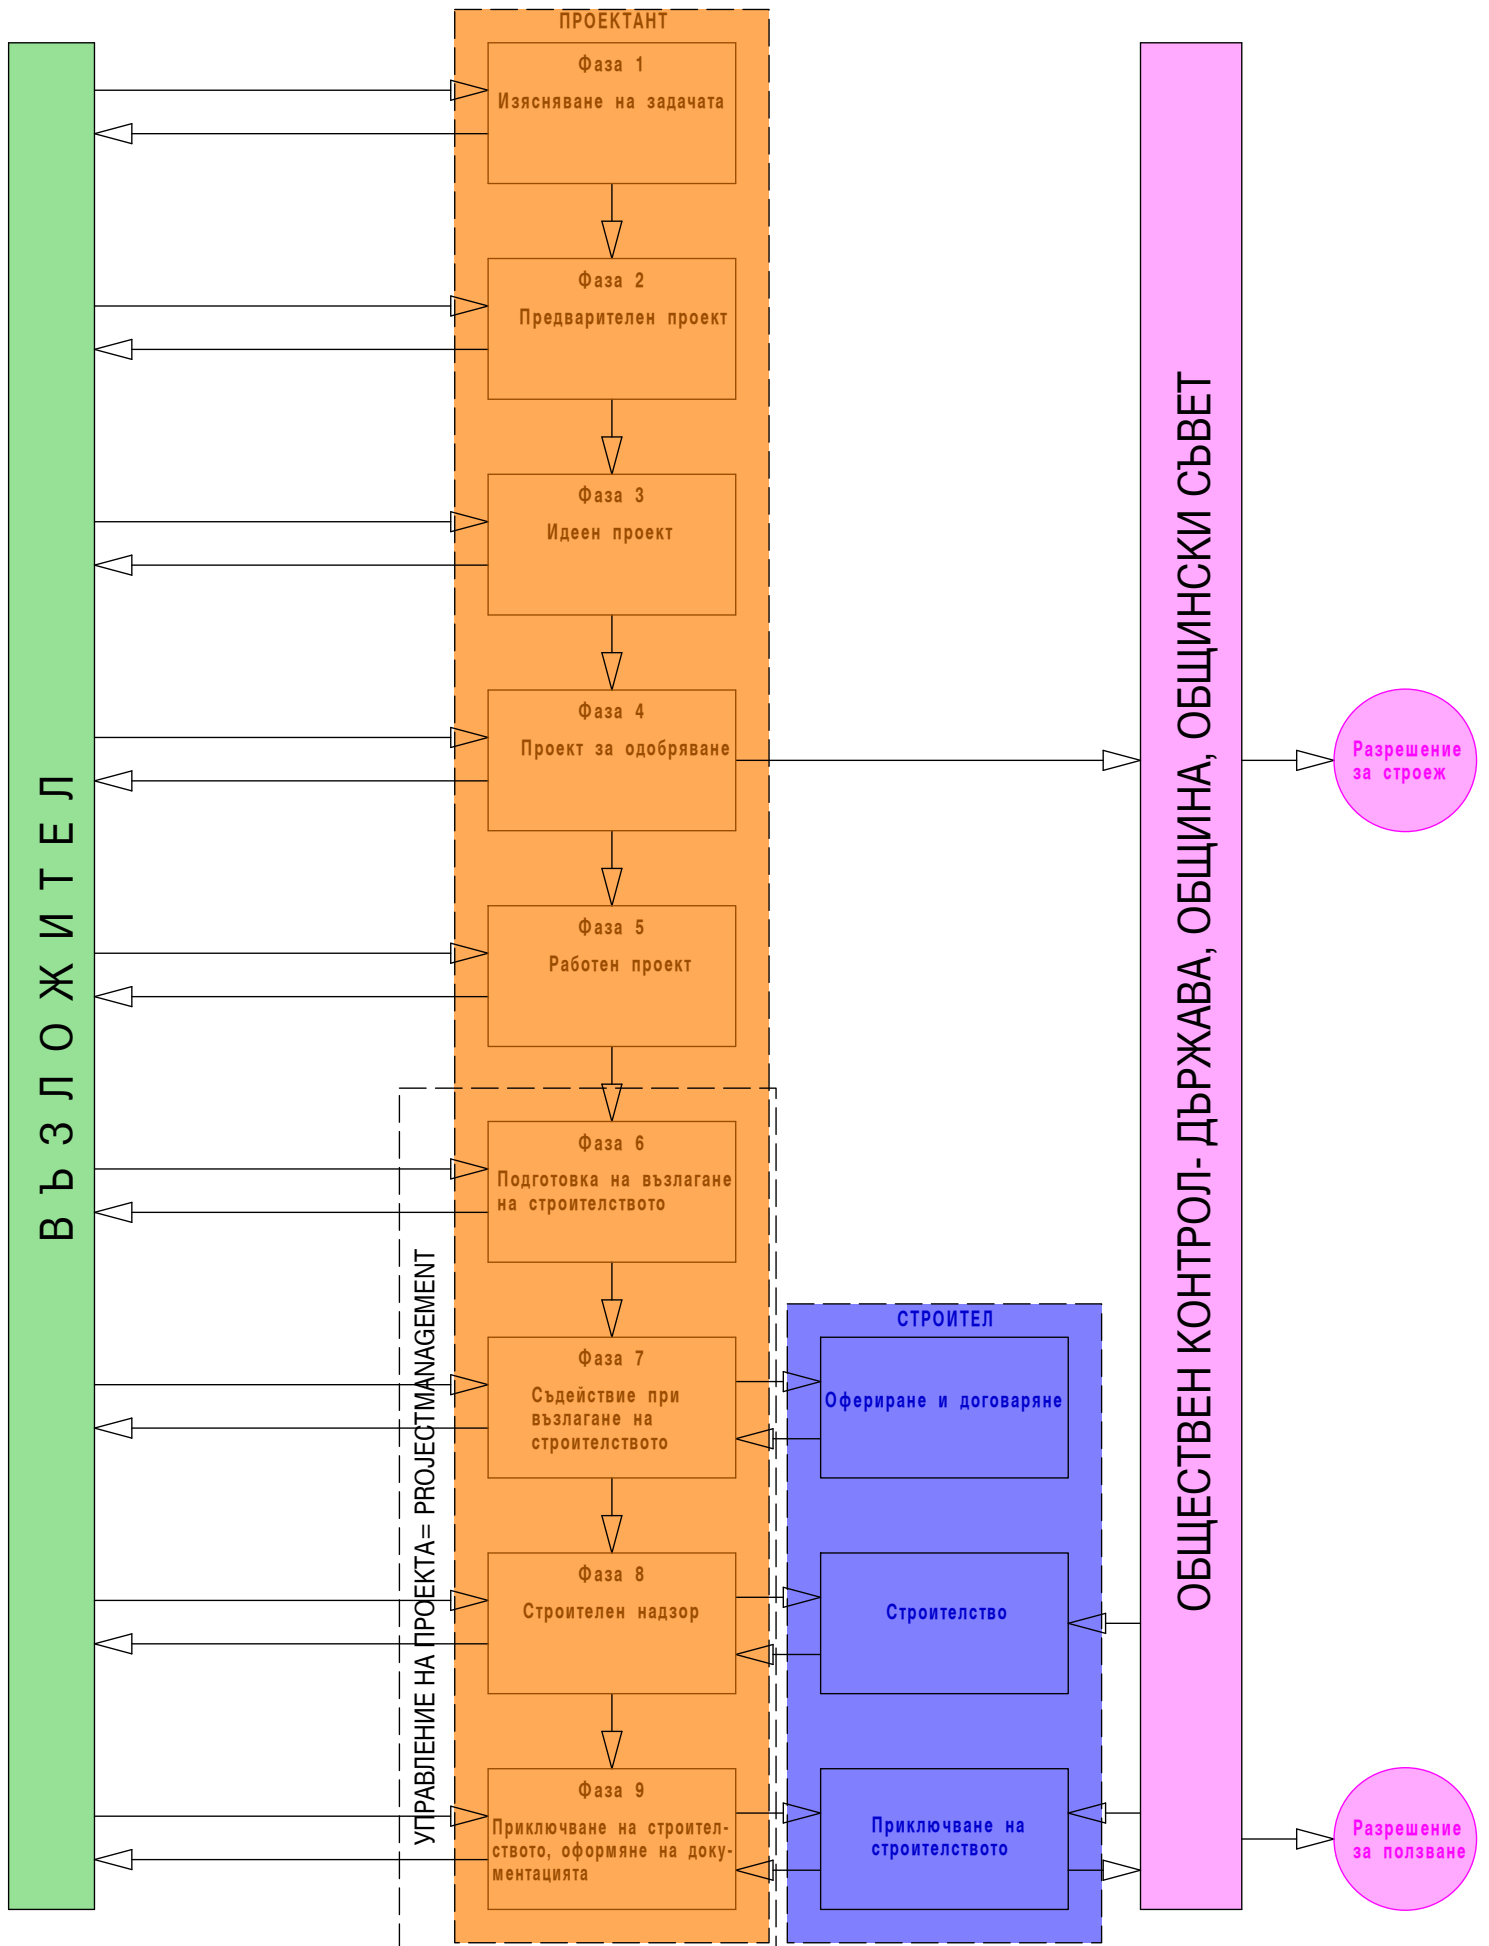 ПРОЕКТАНТ
Фаза 1
Изясняване на задачата
Фаза 2
Предварителен проект
Фаза 3
Идеен проект
Фаза 4
Проект за одобряване
Фаза 5
Работен проект
Фаза 6
Подготовка на възлагане
на строителството
Фаза 7
Съдействие при
възлагане на
строителството
Фаза 8
Строителен надзор
Фаза 9
Приключване на строител-
ството, оформяне на доку-
ментацията
ВЪЗЛОЖИТЕЛ
УПРАВЛЕНИЕ НА ПРОЕКТА= PROJECTMANAGEMENT
СТРОИТЕЛ
Офериране и договаряне
Строителство
Приключване на
строителството
ОБЩЕСТВЕН КОНТРОЛ- ДЪРЖАВА, ОБЩИНА, ОБЩИНСКИ СЪВЕТ
Разрешение
за строеж
Разрешение
за ползване